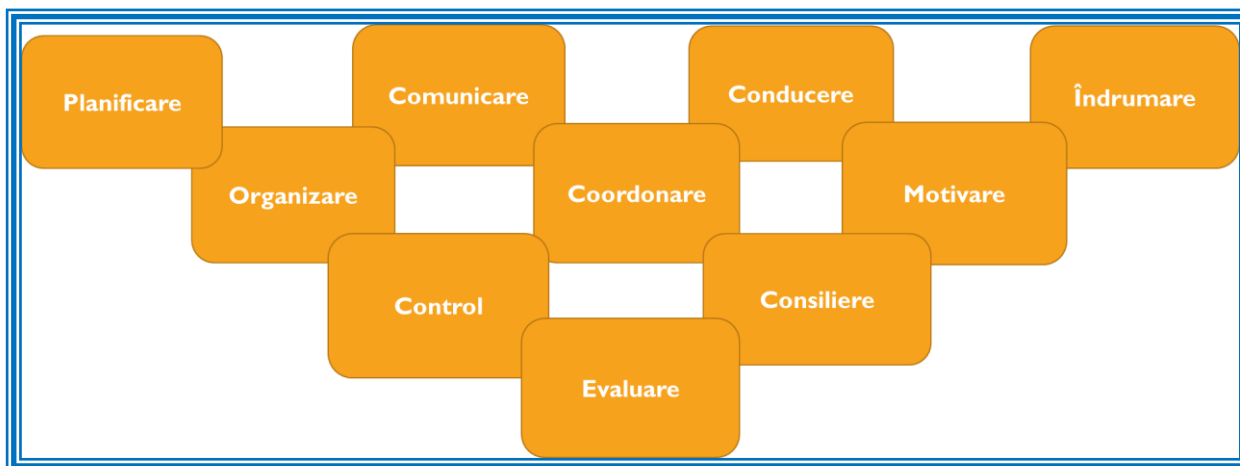 Planificare
Comunicare
Conducere
Îndrumare
Organizare
Coordonare
Motivare
Control
Consiliere
Evaluare